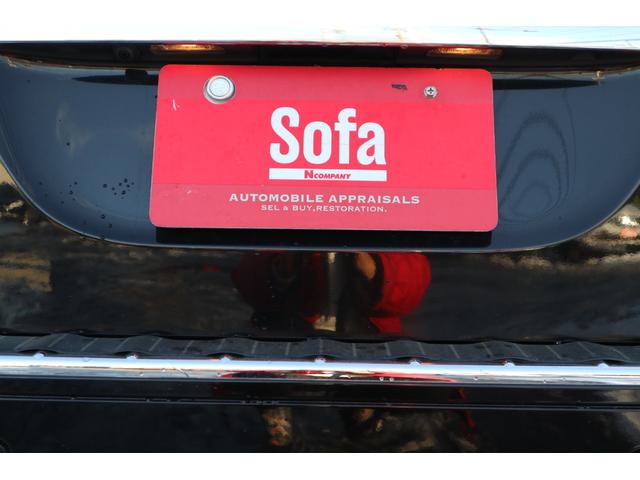 Sofa
N COMPANY
AUTOMOBILE APPRAISALS
SEL & BUY,RESTORATION.